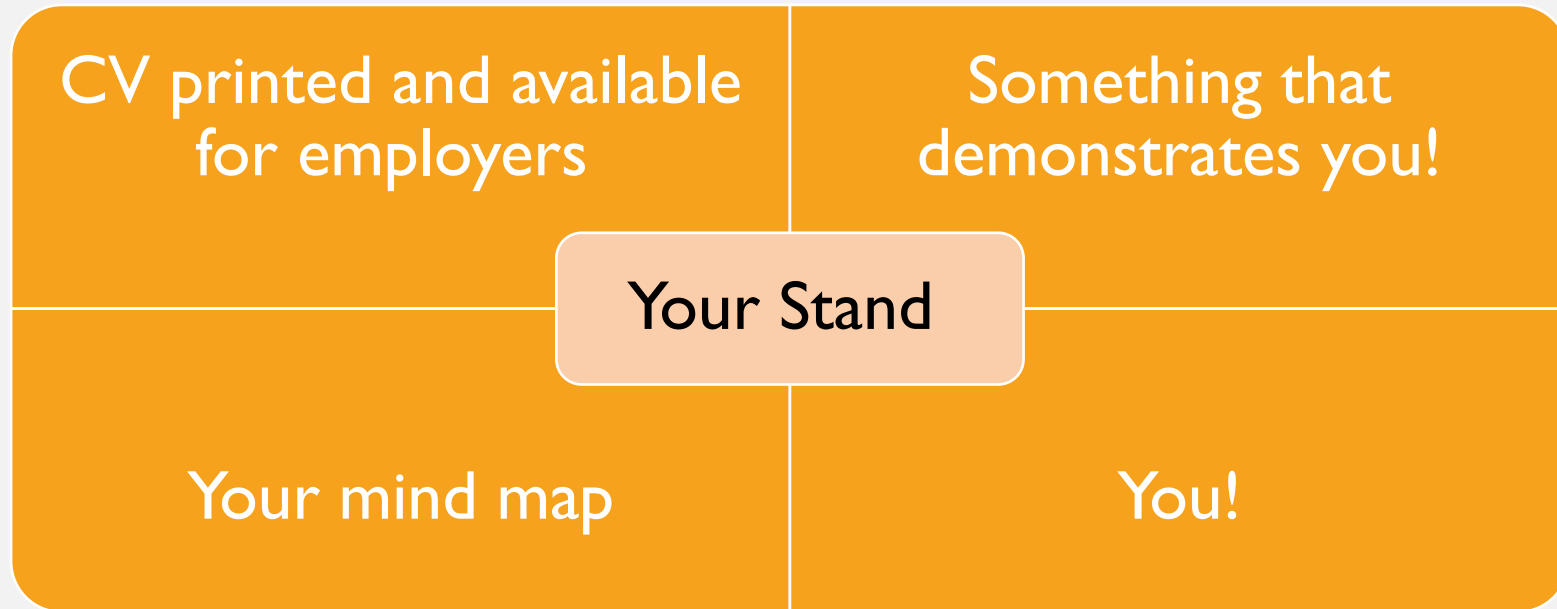 CV printed and available
for employers
Something that
demonstrates you!
Your Stand
Your mind map
You!